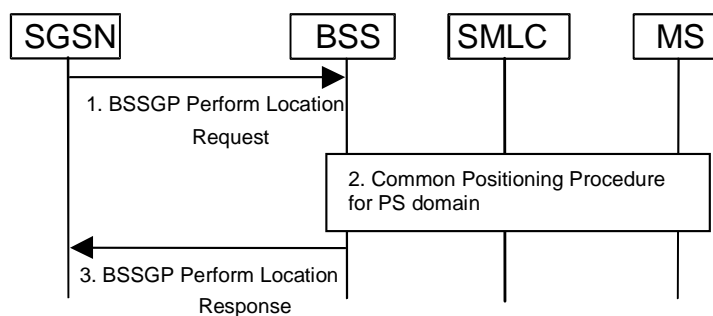 SGSN BSS SMLC MS
1. BSSGP Perform Location
Request
2. Common Positioning Procedure
for PS domain
3. BSSGP Perform Location
Response